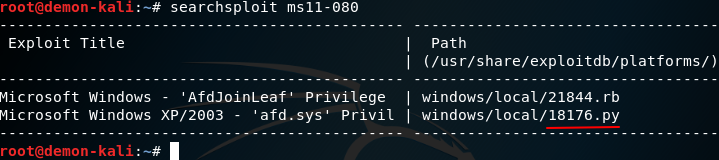 root@demon-kali:~# searchsploit ms11-080
--------------------------------------------- ----------------------------------
 Exploit Title                               |  Path
                                             | (/usr/share/exploitdb/platforms/)
--------------------------------------------- ----------------------------------
Microsoft Windows - 'AfdJoinLeaf' Privilege  | windows/local/21844.rb
Microsoft Windows XP/2003 - 'afd.sys' Privil | windows/local/18176.py
--------------------------------------------- ----------------------------------
root@demon-kali:~#